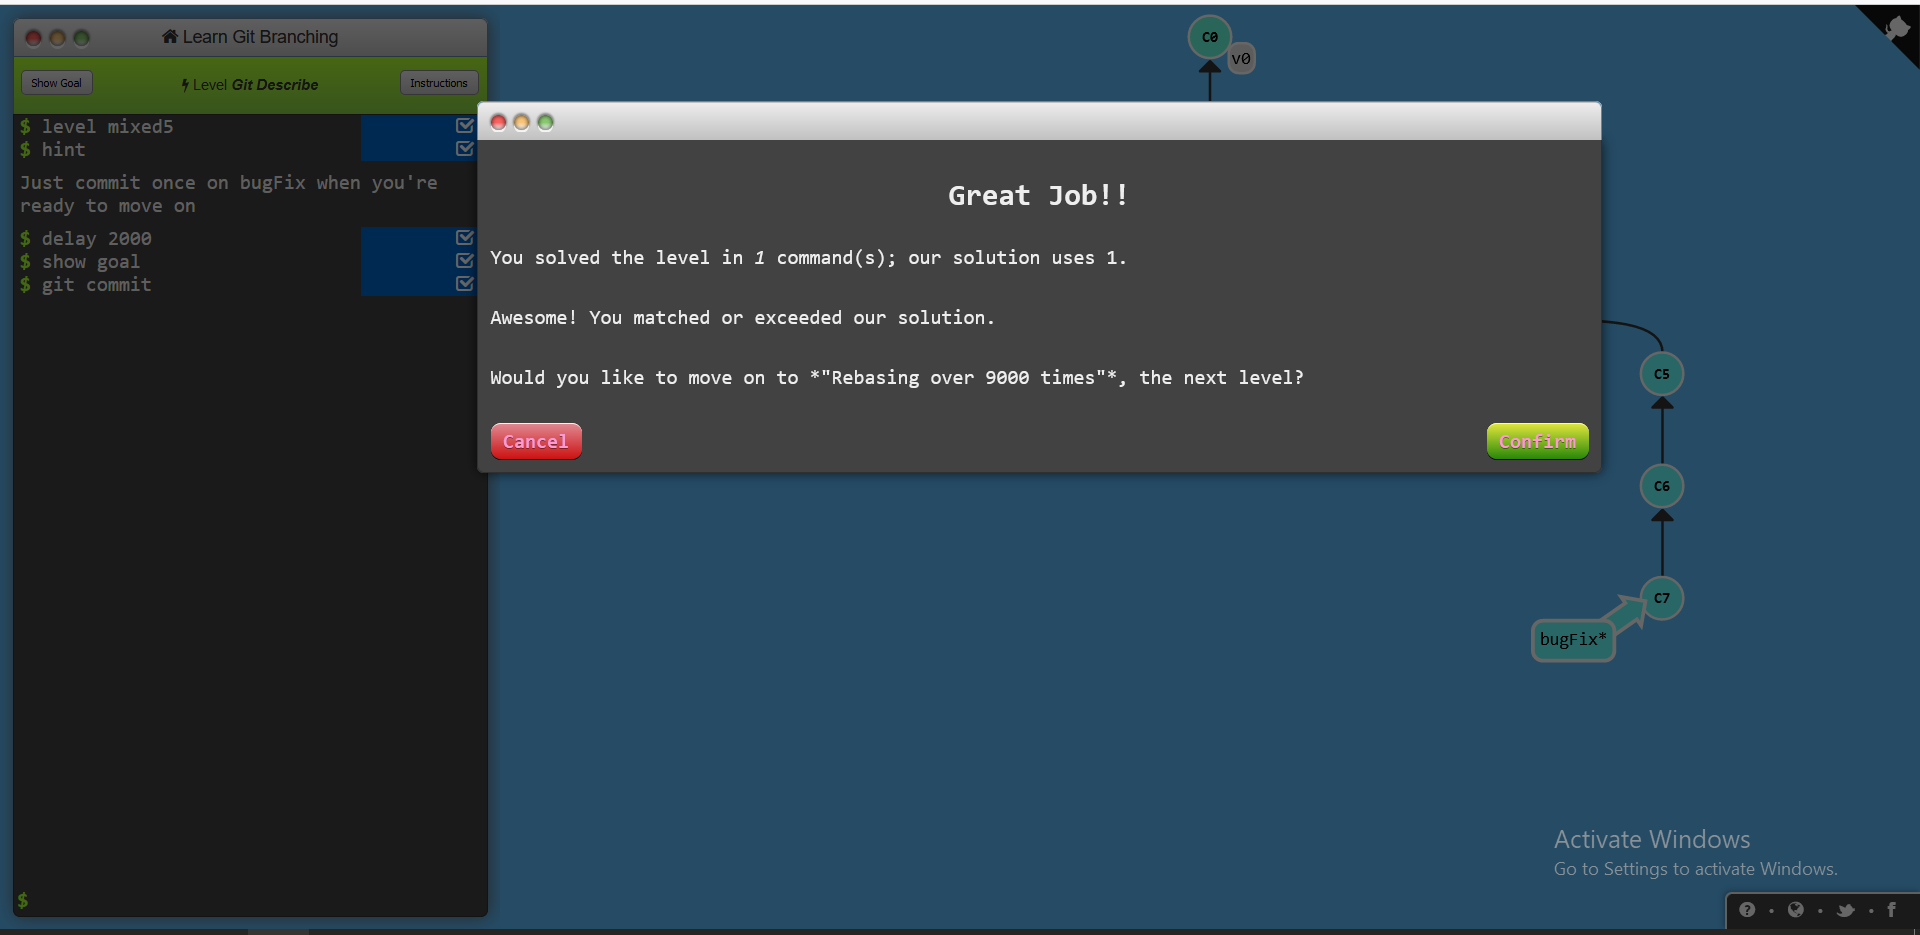 Learn Git Branching
Show Goal
Level Git Describe
Instructions
$ level mixed5
$ hint
Just commit once on bugFix when you're
ready to move on
$ delay 2000
$ show goal
$ git commit
$
C0
v0
Great Job!!
You solved the level in 1 command(s); our solution uses 1.
Awesome! You matched or exceeded our solution.
Would you like to move on to *"Rebasing over 9000 times"*, the next level?
Cancel
Confirm
C5
C6
C7
bugFix*
Activate Windows
Go to Settings to activate Windows.